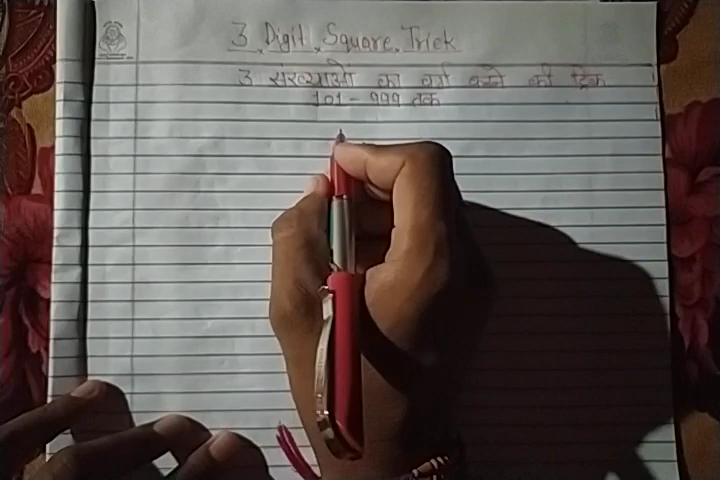 3 Digit Square Trick
3 संख्याओ का वर्ग करने की ट्रिक
101 - 999 तक